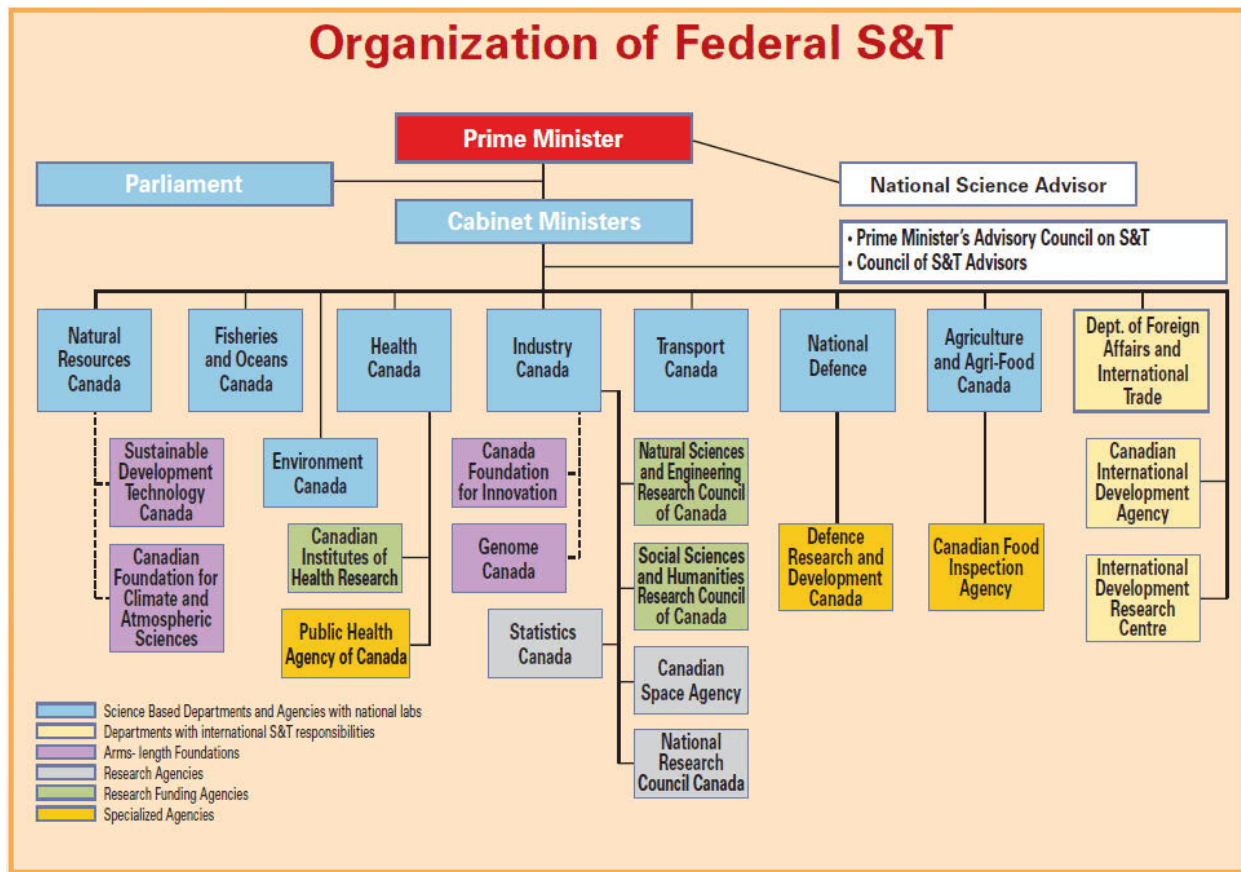 Organization of Federal S&T
Prime Minister
Parliament
National Science Advisor
Cabinet Ministers
• Prime Minister's Advisory Council on S&T
• Council of S&T Advisors
Natural
Resources
Canada
Fisheries
and Oceans
Canada
Health
Canada
Industry
Canada
Transport
Canada
National
Defence
Agriculture
and Agri-Food
Canada
Dept. of Foreign
Affairs and
International
Trade
Sustainable
Development
Technology
Canada
Environment
Canada
Canada
Foundation
for Innovation
Natural Sciences
and Engineering
Research Council
of Canada
Canadian
International
Development
Agency
Canadian
Institutes of
Health Research
Genome
Canada
Defence
Research and
Development
Canada
Canadian Food
Inspection
Agency
Canadian
Foundation for
Climate and
Atmospheric
Sciences
Social Sciences
and Humanities
Research Council
of Canada
International
Development
Research
Centre
Public Health
Agency of Canada
Statistics
Canada
Canadian
Space Agency
National
Research
Council Canada
Science Based Departments and Agencies with national labs
Departments with international S&T responsibilities
Arms- length Foundations
Research Agencies
Research Funding Agencies
Specialized Agencies